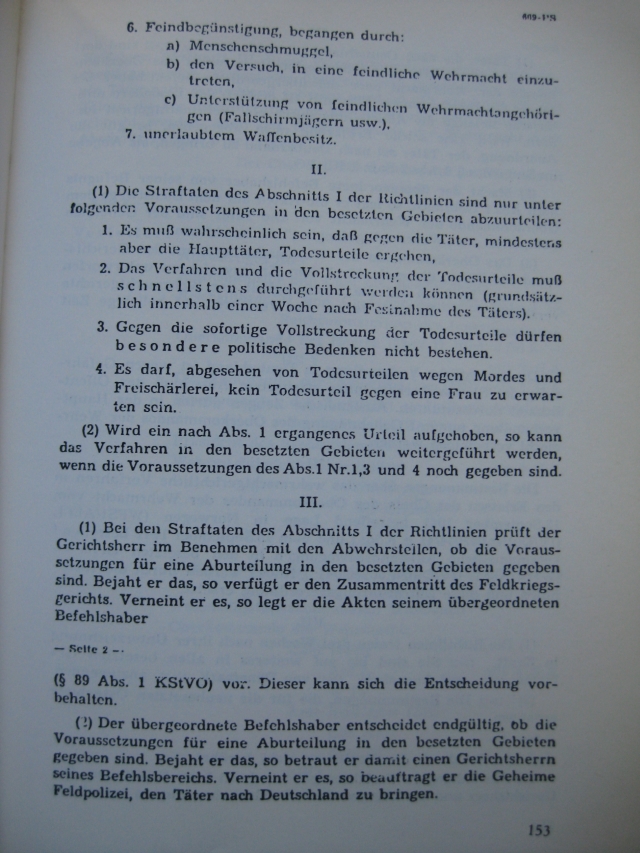 669-PS
6. Feindbegünstigung, begangen durch:
a) Menschenschmuggel,
b) den Versuch, in eine feindliche Wehrmacht einzu-
treten,
c) Unterstützung von feindlichen Wehrmachtangehöri-
gen (Fallschirmjägern usw.),
7. unerlaubtem Waffenbesitz.
II.
(1) Die Straftaten des Abschnitts I der Richtlinien sind nur unter
folgenden Voraussetzungen in den besetzten Gebieten abzuurteilen:
1. Es muß wahrscheinlich sein, daß gegen die Täter, mindestens
aber die Haupttäter, Todesurteile ergehen,
2. Das Verfahren und die Vollstreckung der Todesurteile muß
schnellstens durchgeführt werden können (grundsätz-
lich innerhalb einer Woche nach Festnahme des Täters).
3. Gegen die sofortige Vollstreckung der Todesurteile dürfen
besondere politische Bedenken nicht bestehen.
4. Es darf, abgesehen von Todesurteilen wegen Mordes und
Freischärlerei, kein Todesurteil gegen eine Frau zu erwar-
ten sein.
(2) Wird ein nach Abs. 1 ergangenes Urteil aufgehoben, so kann
das Verfahren in den besetzten Gebieten weitergeführt werden,
wenn die Voraussetzungen des Abs.1 Nr.1,3 und 4 noch gegeben sind.
III.
(1) Bei den Straftaten des Abschnitts I der Richtlinien prüft der
Gerichtsherr im Benehmen mit den Abwehrstellen, ob die Voraus-
setzungen für eine Aburteilung in den besetzten Gebieten gegeben
sind. Bejaht er das, so verfügt er den Zusammentritt des Feldkriegs-
gerichts. Verneint er es, so legt er die Akten seinem übergeordneten
Befehlshaber
— Seite 2 —
(§ 89 Abs. 1 KStVO) vor. Dieser kann sich die Entscheidung vor-
behalten.
(2) Der übergeordnete Befehlshaber entscheidet endgültig, ob die
Voraussetzungen für eine Aburteilung in den besetzten Gebieten
gegeben sind. Bejaht er das, so betraut er damit einen Gerichtsherrn
seines Befehlsbereichs. Verneint er es, so beauftragt er die Geheime
Feldpolizei, den Täter nach Deutschland zu bringen.
153